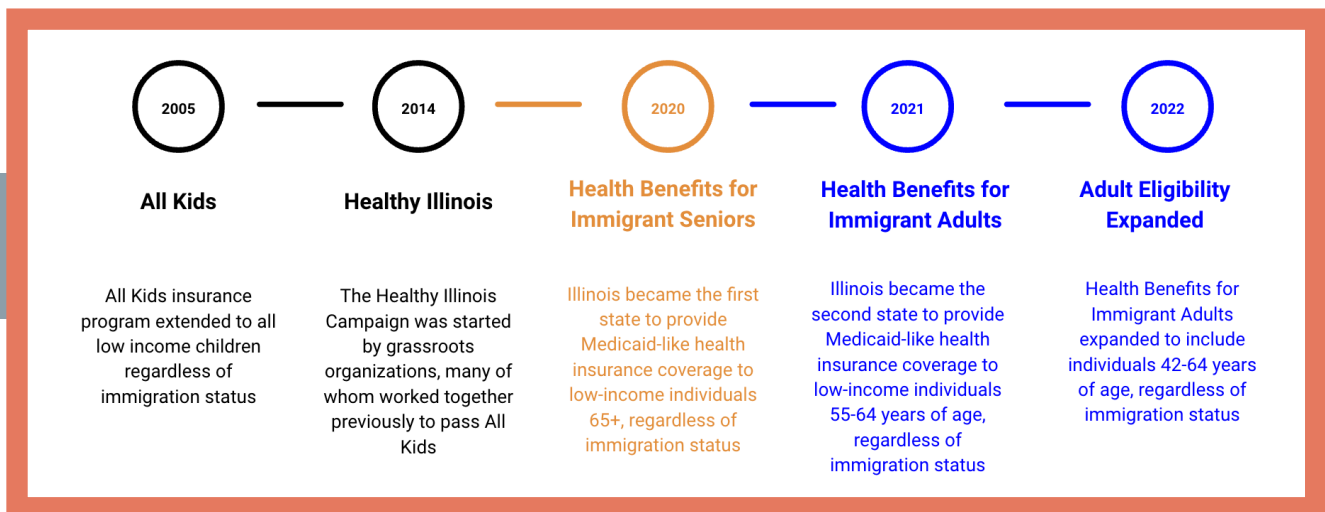 2005
2014
2020
2021
2022
All Kids
Healthy Illinois
Health Benefits for
Immigrant Seniors
Health Benefits for
Immigrant Adults
Adult Eligibility
Expanded
All Kids insurance
program extended to all
low income children
regardless of
immigration status
The Healthy Illinois
Campaign was started
by grassroots
organizations, many of
whom worked together
previously to pass All
Kids
Illinois became the first
state to provide
Medicaid-like health
insurance coverage to
low-income individuals
65+, regardless of
immigration status
Illinois became the
second state to provide
Medicaid-like health
insurance coverage to
low-income individuals
55-64 years of age,
regardless of
immigration status
Health Benefits for
Immigrant Adults
expanded to include
individuals 42-64 years
of age, regardless of
immigration status